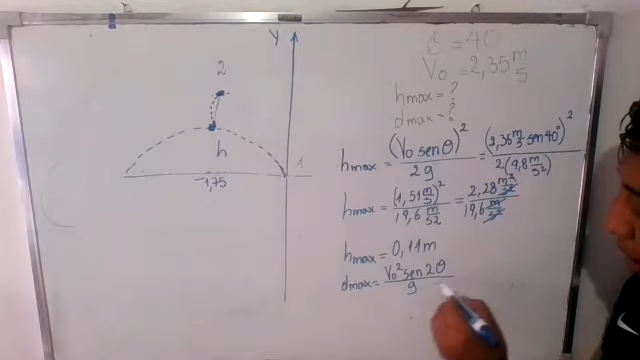 Y
2
h
1
-1,75
θ = 40
V₀ = 2,35 m/s
hmax = ?
dmax = ?
hmax = (V₀ sen θ)² / 2g = (2,35 m/s sen 40°)² / 2(9,8 m/s²)
hmax = (1,51 m/s)² / 19,6 m/s² = 2,28 m²/s² / 19,6 m/s²
hmax = 0,11m
dmax = V₀² sen 2θ / g